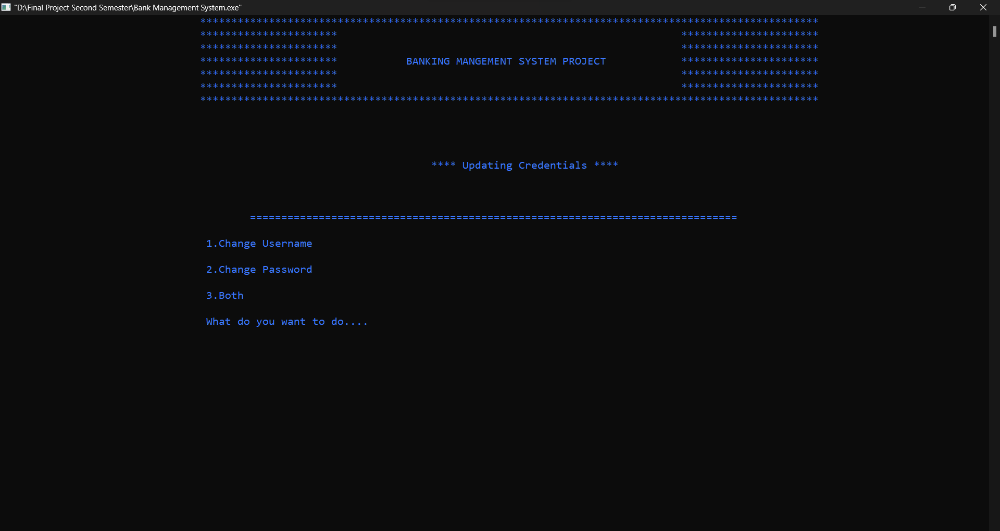 "D:\Final Project Second Semester\Bank Management System.exe"
***************************************************************************************************
**********************                                                       **********************
**********************                                                       **********************
**********************           BANKING MANGEMENT SYSTEM PROJECT            **********************
**********************                                                       **********************
**********************                                                       **********************
***************************************************************************************************
**** Updating Credentials ****
==============================================================================
1.Change Username
2.Change Password
3.Both
What do you want to do....